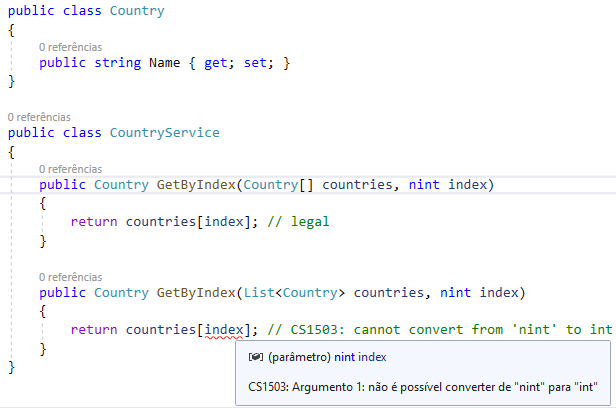 public class Country
{
0 referências
public string Name { get; set; }
}
0 referências
public class CountryService
{
0 referências
public Country GetByIndex(Country[] countries, nint index)
{
return countries[index]; // legal
}
0 referências
public Country GetByIndex(List<Country> countries, nint index)
{
return countries[index]; // CS1503: cannot convert from 'nint' to int
}
}
(parâmetro) nint index
CS1503: Argumento 1: não é possível converter de "nint" para "int"